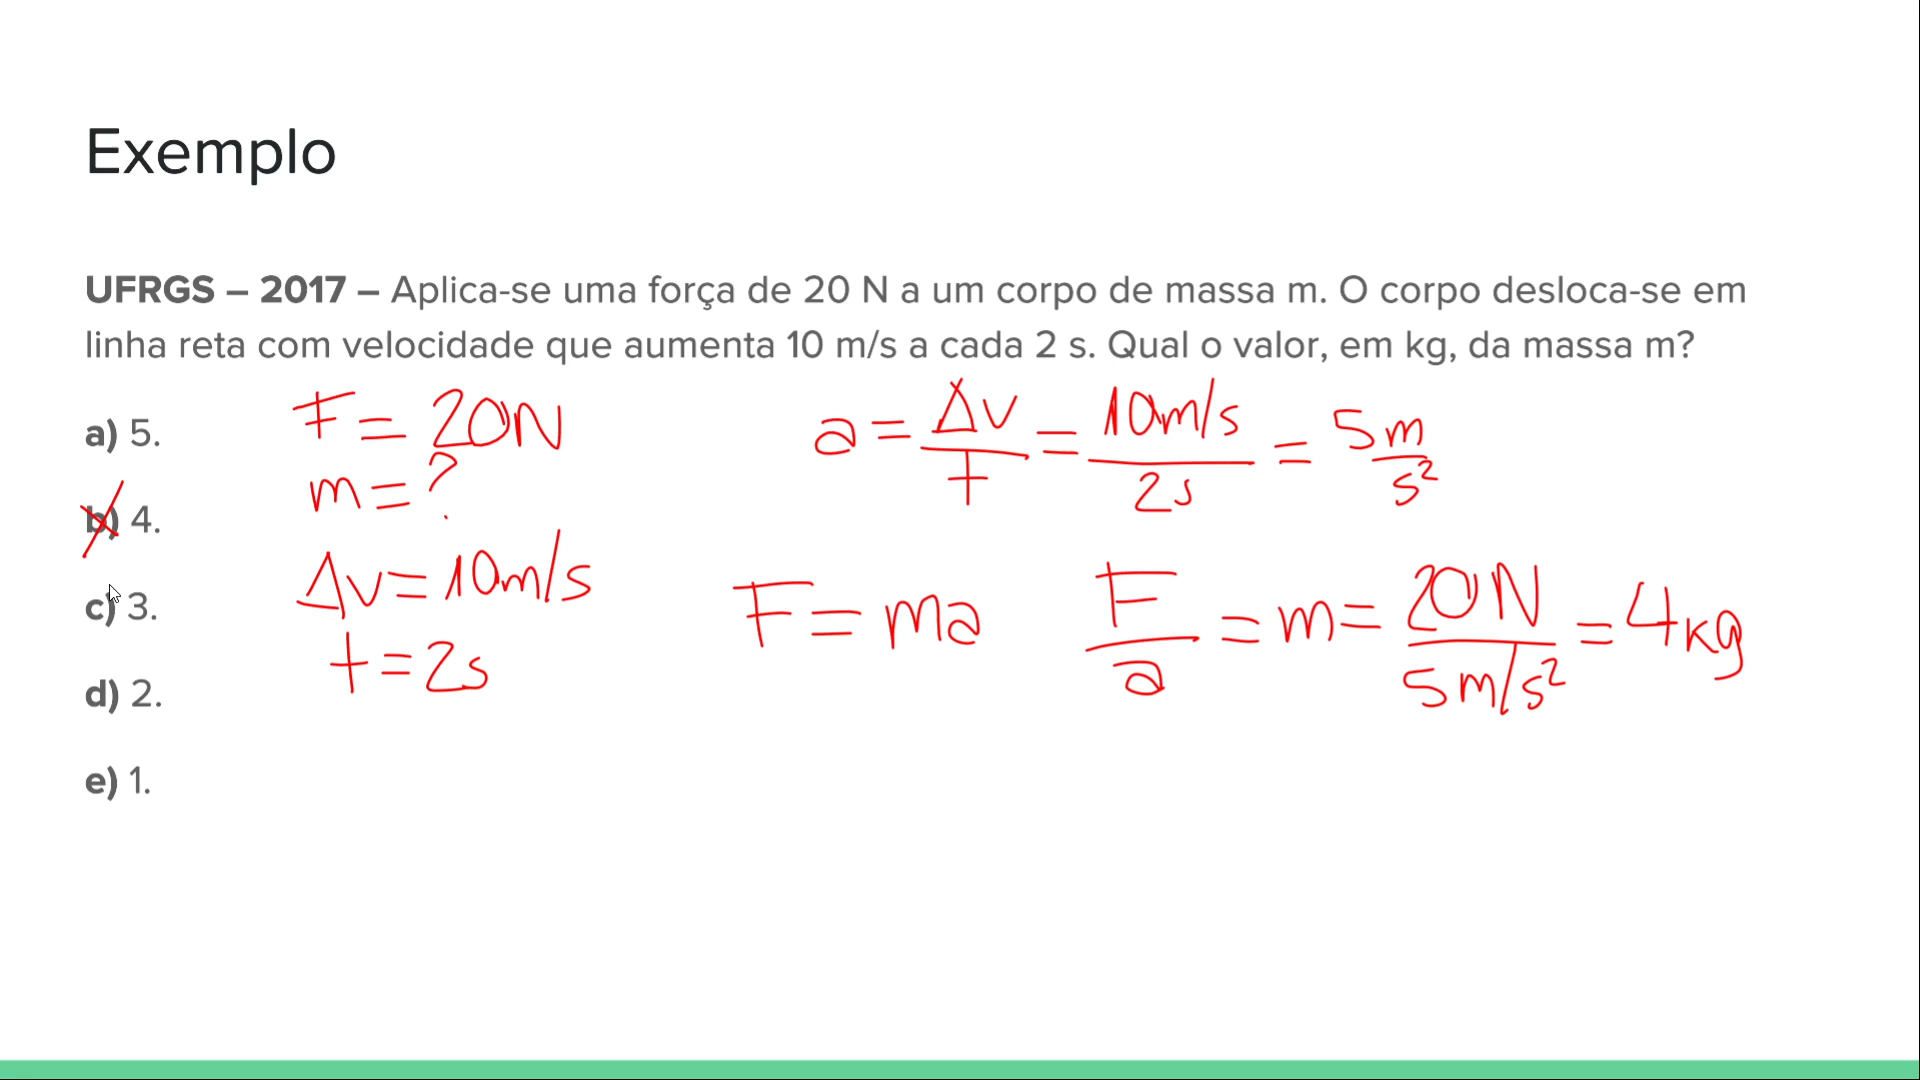 Exemplo
UFRGS – 2017 – Aplica-se uma força de 20 N a um corpo de massa m. O corpo desloca-se em
linha reta com velocidade que aumenta 10 m/s a cada 2 s. Qual o valor, em kg, da massa m?
a) 5.
b) 4.
c) 3.
d) 2.
e) 1.
F = 20N
m = ?
Δv = 10m/s
t = 2s
a = Δv/t = 10m/s / 2s = 5 m/s²
F = ma
F/a = m = 20N / 5m/s² = 4kg